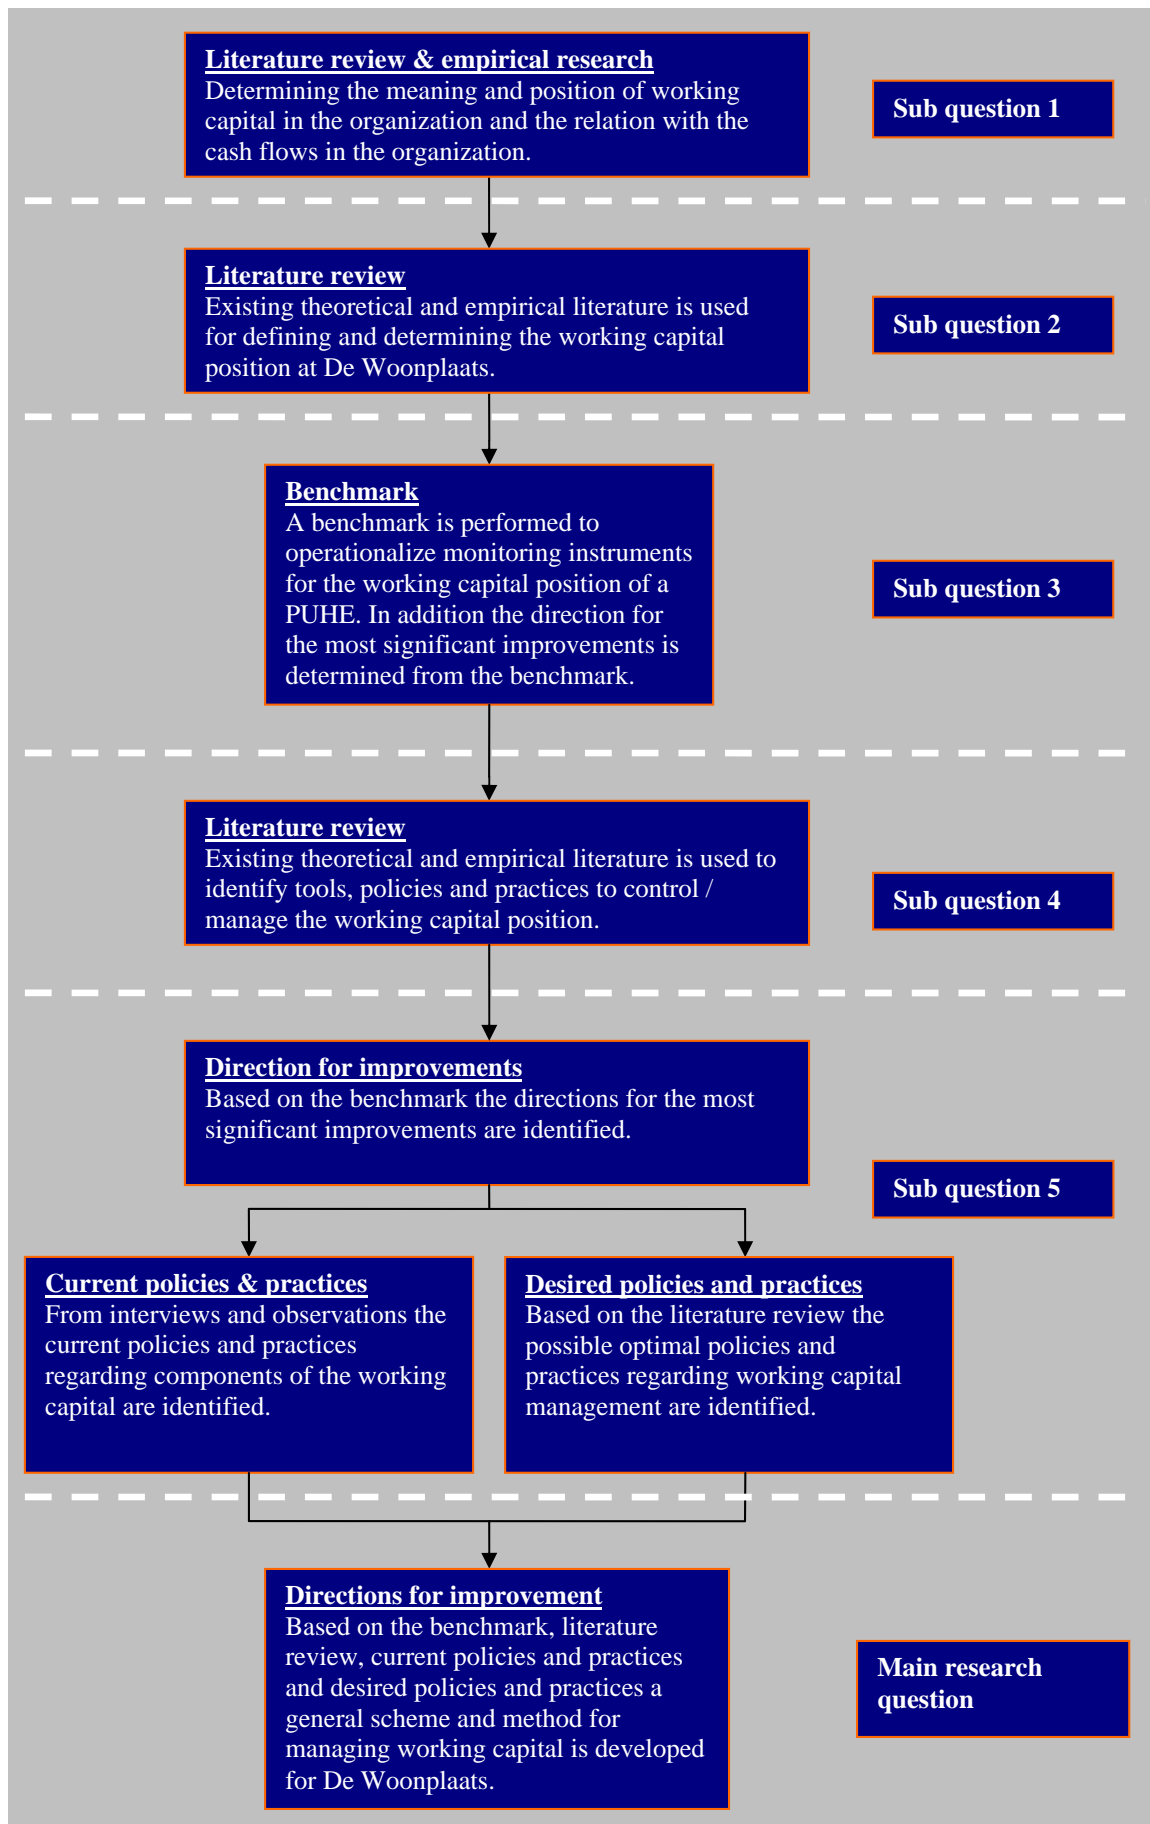 Literature review & empirical research
Determining the meaning and position of working
capital in the organization and the relation with the
cash flows in the organization.
Sub question 1
Literature review
Existing theoretical and empirical literature is used
for defining and determining the working capital
position at De Woonplaats.
Sub question 2
Benchmark
A benchmark is performed to
operationalize monitoring instruments
for the working capital position of a
PUHE. In addition the direction for
the most significant improvements is
determined from the benchmark.
Sub question 3
Literature review
Existing theoretical and empirical literature is used to
identify tools, policies and practices to control /
manage the working capital position.
Sub question 4
Direction for improvements
Based on the benchmark the directions for the most
significant improvements are identified.
Sub question 5
Current policies & practices
From interviews and observations the
current policies and practices
regarding components of the working
capital are identified.
Desired policies and practices
Based on the literature review the
possible optimal policies and
practices regarding working capital
management are identified.
Directions for improvement
Based on the benchmark, literature
review, current policies and practices
and desired policies and practices a
general scheme and method for
managing working capital is developed
for De Woonplaats.
Main research
question